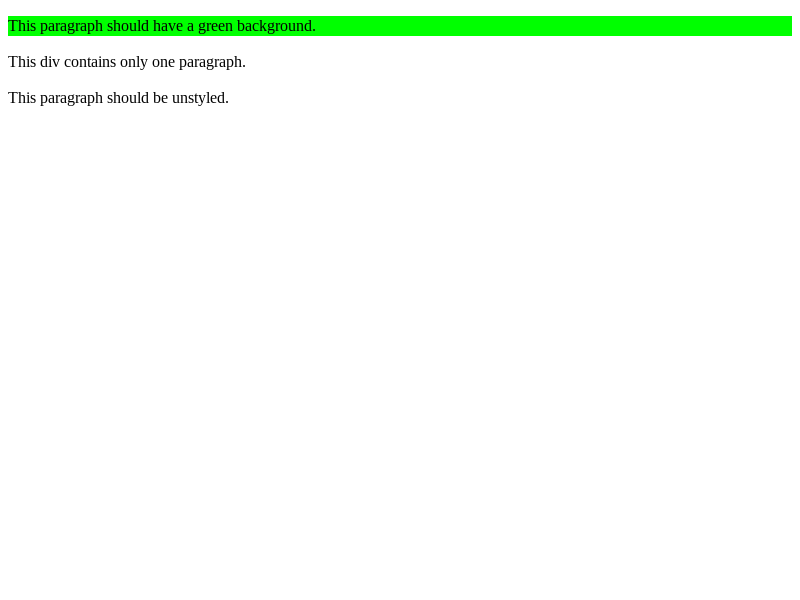 This paragraph should have a green background.
This div contains only one paragraph.
This paragraph should be unstyled.